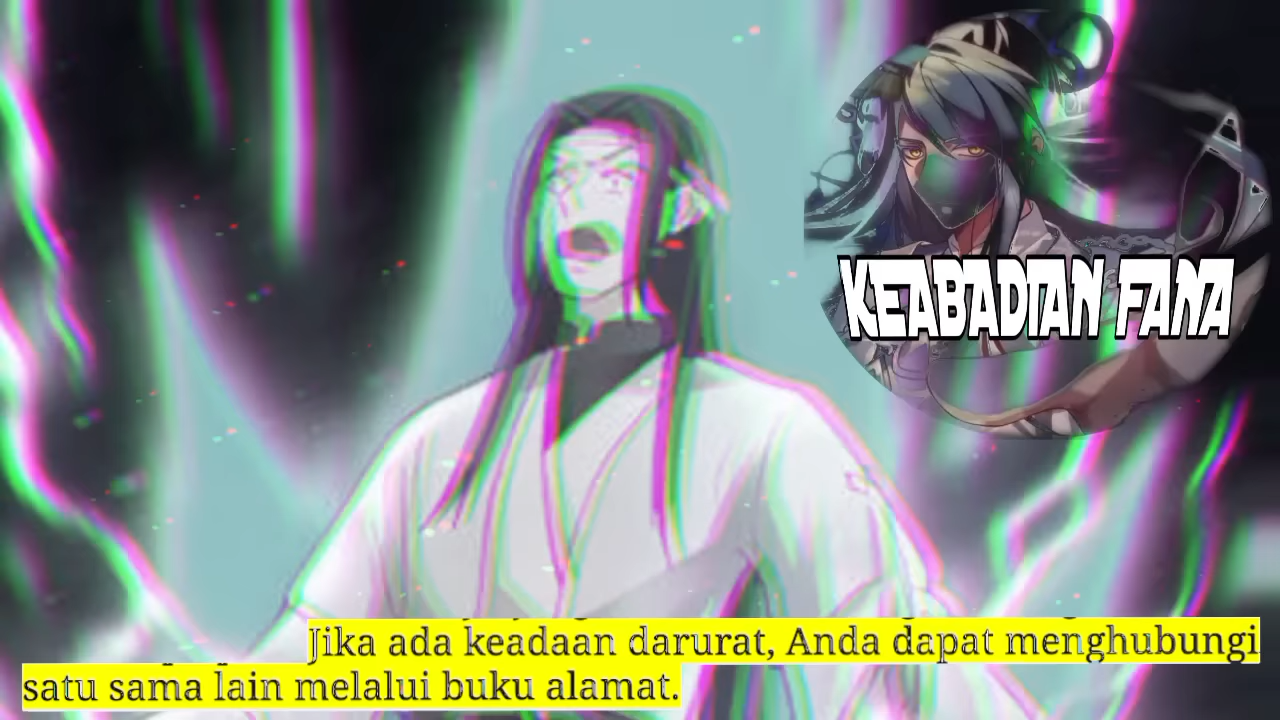 KEABADIAN FANA
Jika ada keadaan darurat, Anda dapat menghubungi
satu sama lain melalui buku alamat.